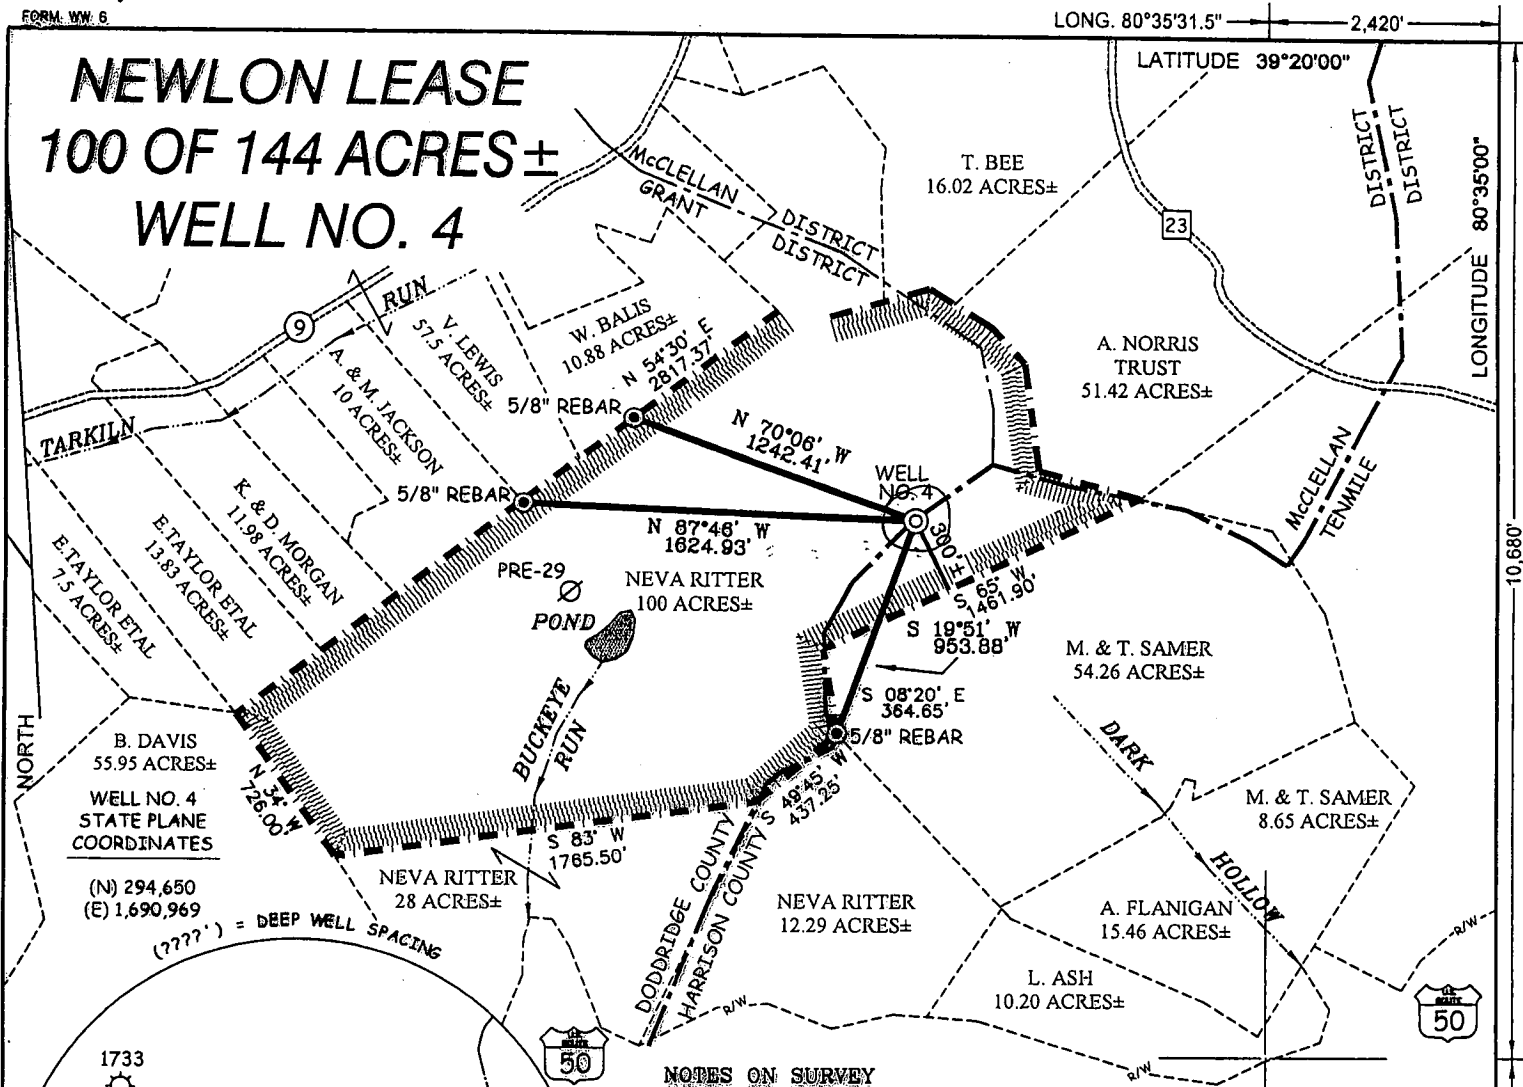 FORM WW 6
LONG. 80°35'31.5"
2,420'
LATITUDE 39°20'00"
NEWLON LEASE
100 OF 144 ACRES±
WELL NO. 4
McCLELLAN DISTRICT
GRANT DISTRICT
T. BEE
16.02 ACRES±
23
DISTRICT
DISTRICT
LONGITUDE 80°35'00"
9
TARKILN RUN
V. LEWIS
57.5 ACRES±
W. BALIS
10.88 ACRES±
N 54°30' E
2817.37'
A. & M. JACKSON
10 ACRES±
A. NORRIS
TRUST
51.42 ACRES±
5/8" REBAR
N 70°06' W
1242.41'
WELL
NO. 4
5/8" REBAR
N 87°46' W
1624.93'
300'±
McCLELLAN
TENMILE
K. & D. MORGAN
11.98 ACRES±
E.TAYLOR ETAL
13.83 ACRES±
E.TAYLOR ETAL
7.5 ACRES±
PRE-29
POND
NEVA RITTER
100 ACRES±
S 65° W
1461.90'
S 19°51' W
953.88'
10,680'
M. & T. SAMER
54.26 ACRES±
S 08°20' E
364.65'
5/8" REBAR
BUCKEYE
RUN
NORTH
B. DAVIS
55.95 ACRES±
N 34° W
726.00'
DARK
HOLLOW
WELL NO. 4
STATE PLANE
COORDINATES
(N) 294,650
(E) 1,690,969
S 49°45' W
437.25'
S 83° W
1765.50'
M. & T. SAMER
8.65 ACRES±
NEVA RITTER
28 ACRES±
DODDRIDGE COUNTY
HARRISON COUNTY
NEVA RITTER
12.29 ACRES±
A. FLANIGAN
15.46 ACRES±
(????') = DEEP WELL SPACING
L. ASH
10.20 ACRES±
R/W
R/W
R/W
U.S.
ROUTE
50
U.S.
ROUTE
50
1733
NOTES ON SURVEY